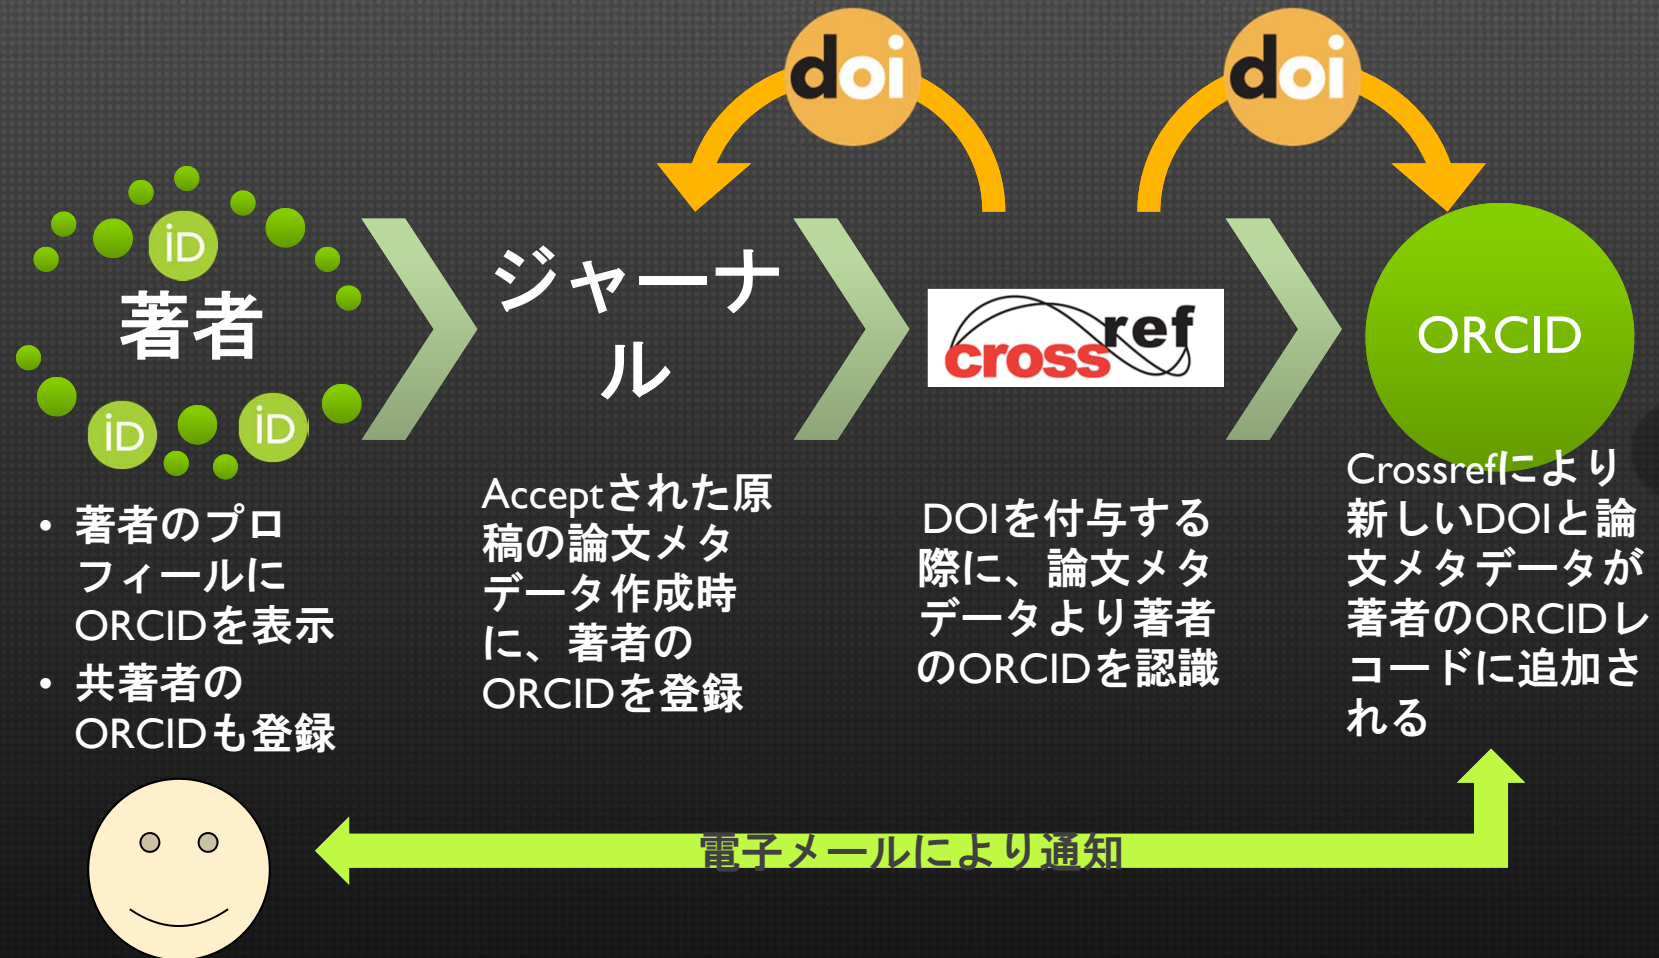 doi
doi
iD
著者
iD
iD
ジャーナ
ル
crossref
ORCID
• 著者のプロ
フィールに
ORCIDを表示
• 共著者の
ORCIDも登録
Acceptされた原
稿の論文メタ
データ作成時
に、著者の
ORCIDを登録
DOIを付与する
際に、論文メタ
データより著者
のORCIDを認識
Crossrefにより
新しいDOIと論
文メタデータが
著者のORCIDレ
コードに追加さ
れる
電子メールにより通知